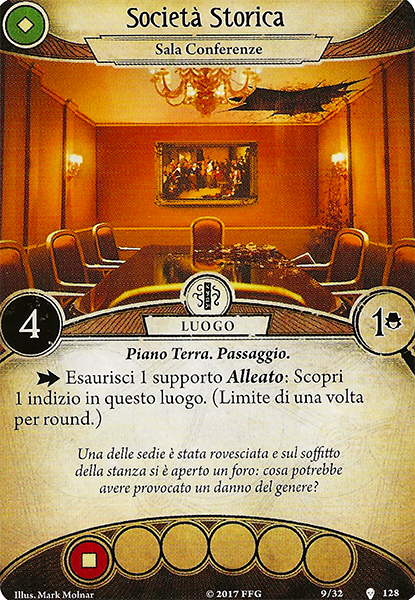 Società Storica
Sala Conferenze
4
LUOGO
1
Piano Terra. Passaggio.
Esaurisci 1 supporto Alleato: Scopri
1 indizio in questo luogo. (Limite di una volta
per round.)
Una delle sedie è stata rovesciata e sul soffitto
della stanza si è aperto un foro: cosa potrebbe
avere provocato un danno del genere?
Illus. Mark Molnar
© 2017 FFG
9/32
128